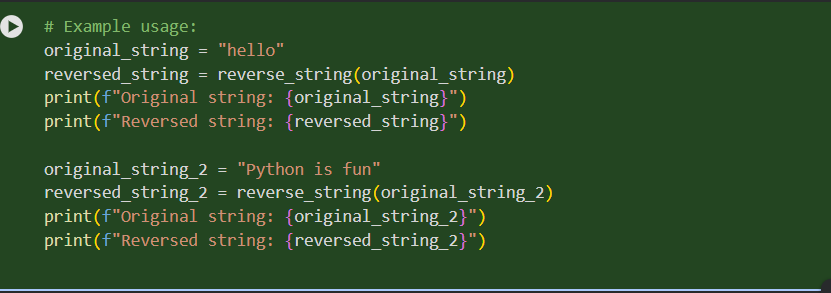 # Example usage:
original_string = "hello"
reversed_string = reverse_string(original_string)
print(f"Original string: {original_string}")
print(f"Reversed string: {reversed_string}")

original_string_2 = "Python is fun"
reversed_string_2 = reverse_string(original_string_2)
print(f"Original string: {original_string_2}")
print(f"Reversed string: {reversed_string_2}")